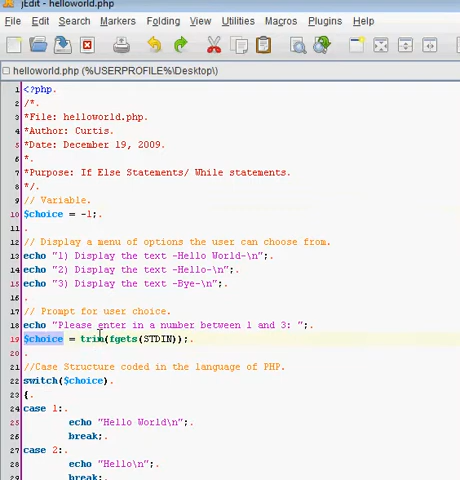 jEdit - helloworld.php
File Edit Search Markers Folding View Utilities Macros Plugins Help
helloworld.php (%USERPROFILE%\Desktop\)
1 <?php.
2 /*.
3 *File: helloworld.php.
4 *Author: Curtis.
5 *Date: December 19, 2009.
6 *.
7 *Purpose: If Else Statements/ While statements.
8 */.
9 // Variable.
10 $choice = -1;.
11 .
12 // Display a menu of options the user can choose from.
13 echo "1) Display the text -Hello World-\n";.
14 echo "2) Display the text -Hello-\n";.
15 echo "3) Display the text -Bye-\n";.
16 .
17 // Prompt for user choice.
18 echo "Please enter in a number between 1 and 3: ";.
19 $choice = trim(fgets(STDIN));.
20 .
21 //Case Structure coded in the language of PHP.
22 switch($choice).
23 {.
24 case 1:.
25 echo "Hello World\n";.
26 break;.
27 case 2:.
28 echo "Hello\n";.
29 break;.